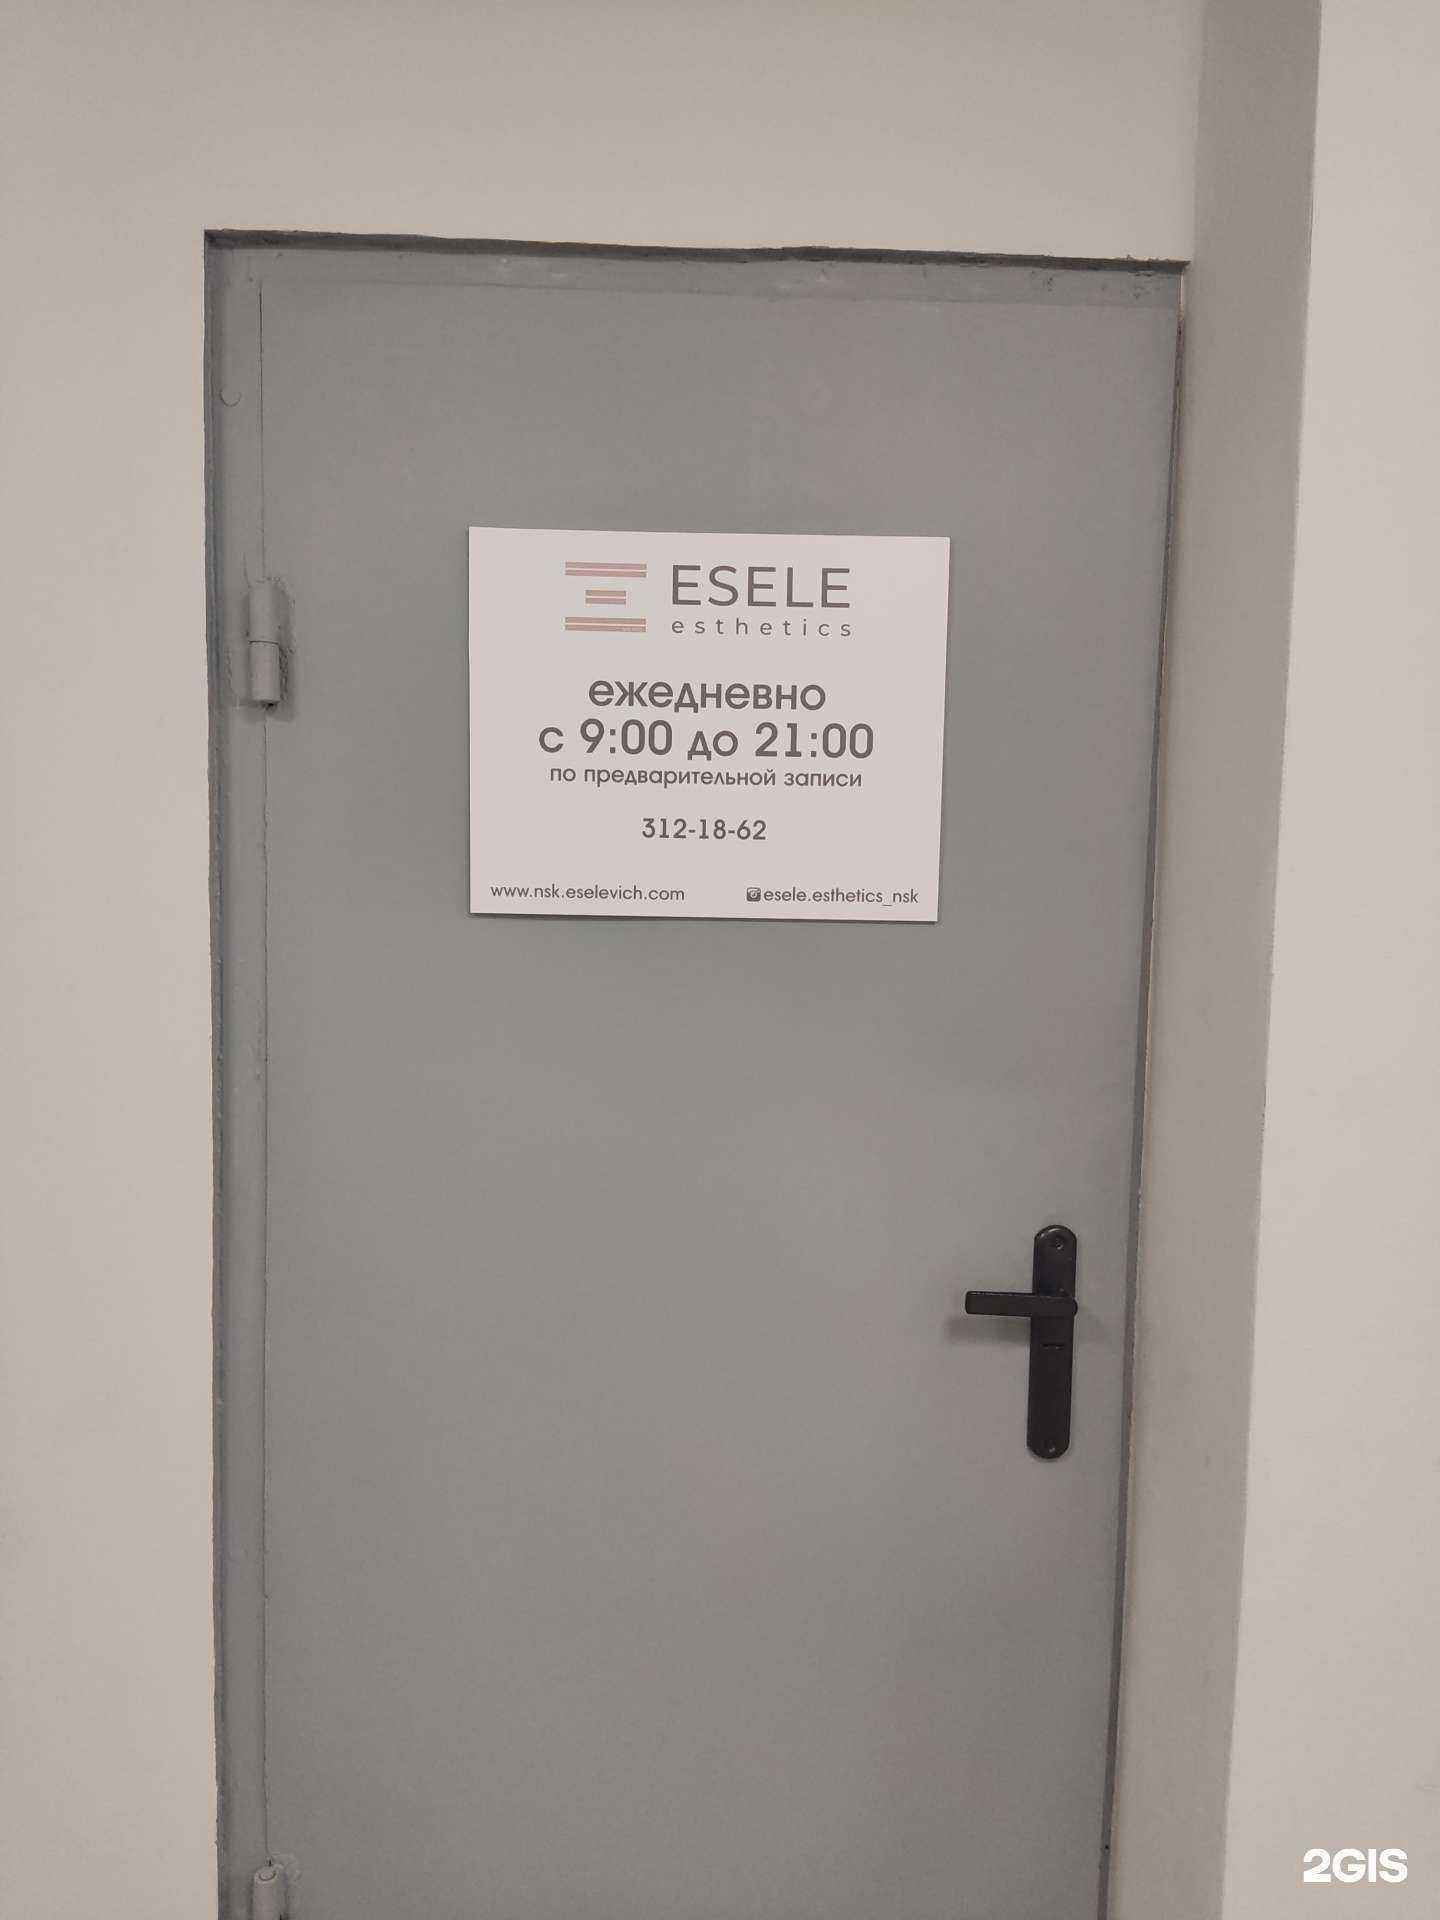 ESELE
esthetics
ежедневно
с 9:00 до 21:00
по предварительной записи
312-18-62
www.nsk.eselevich.com
esele.esthetics_nsk
2GIS